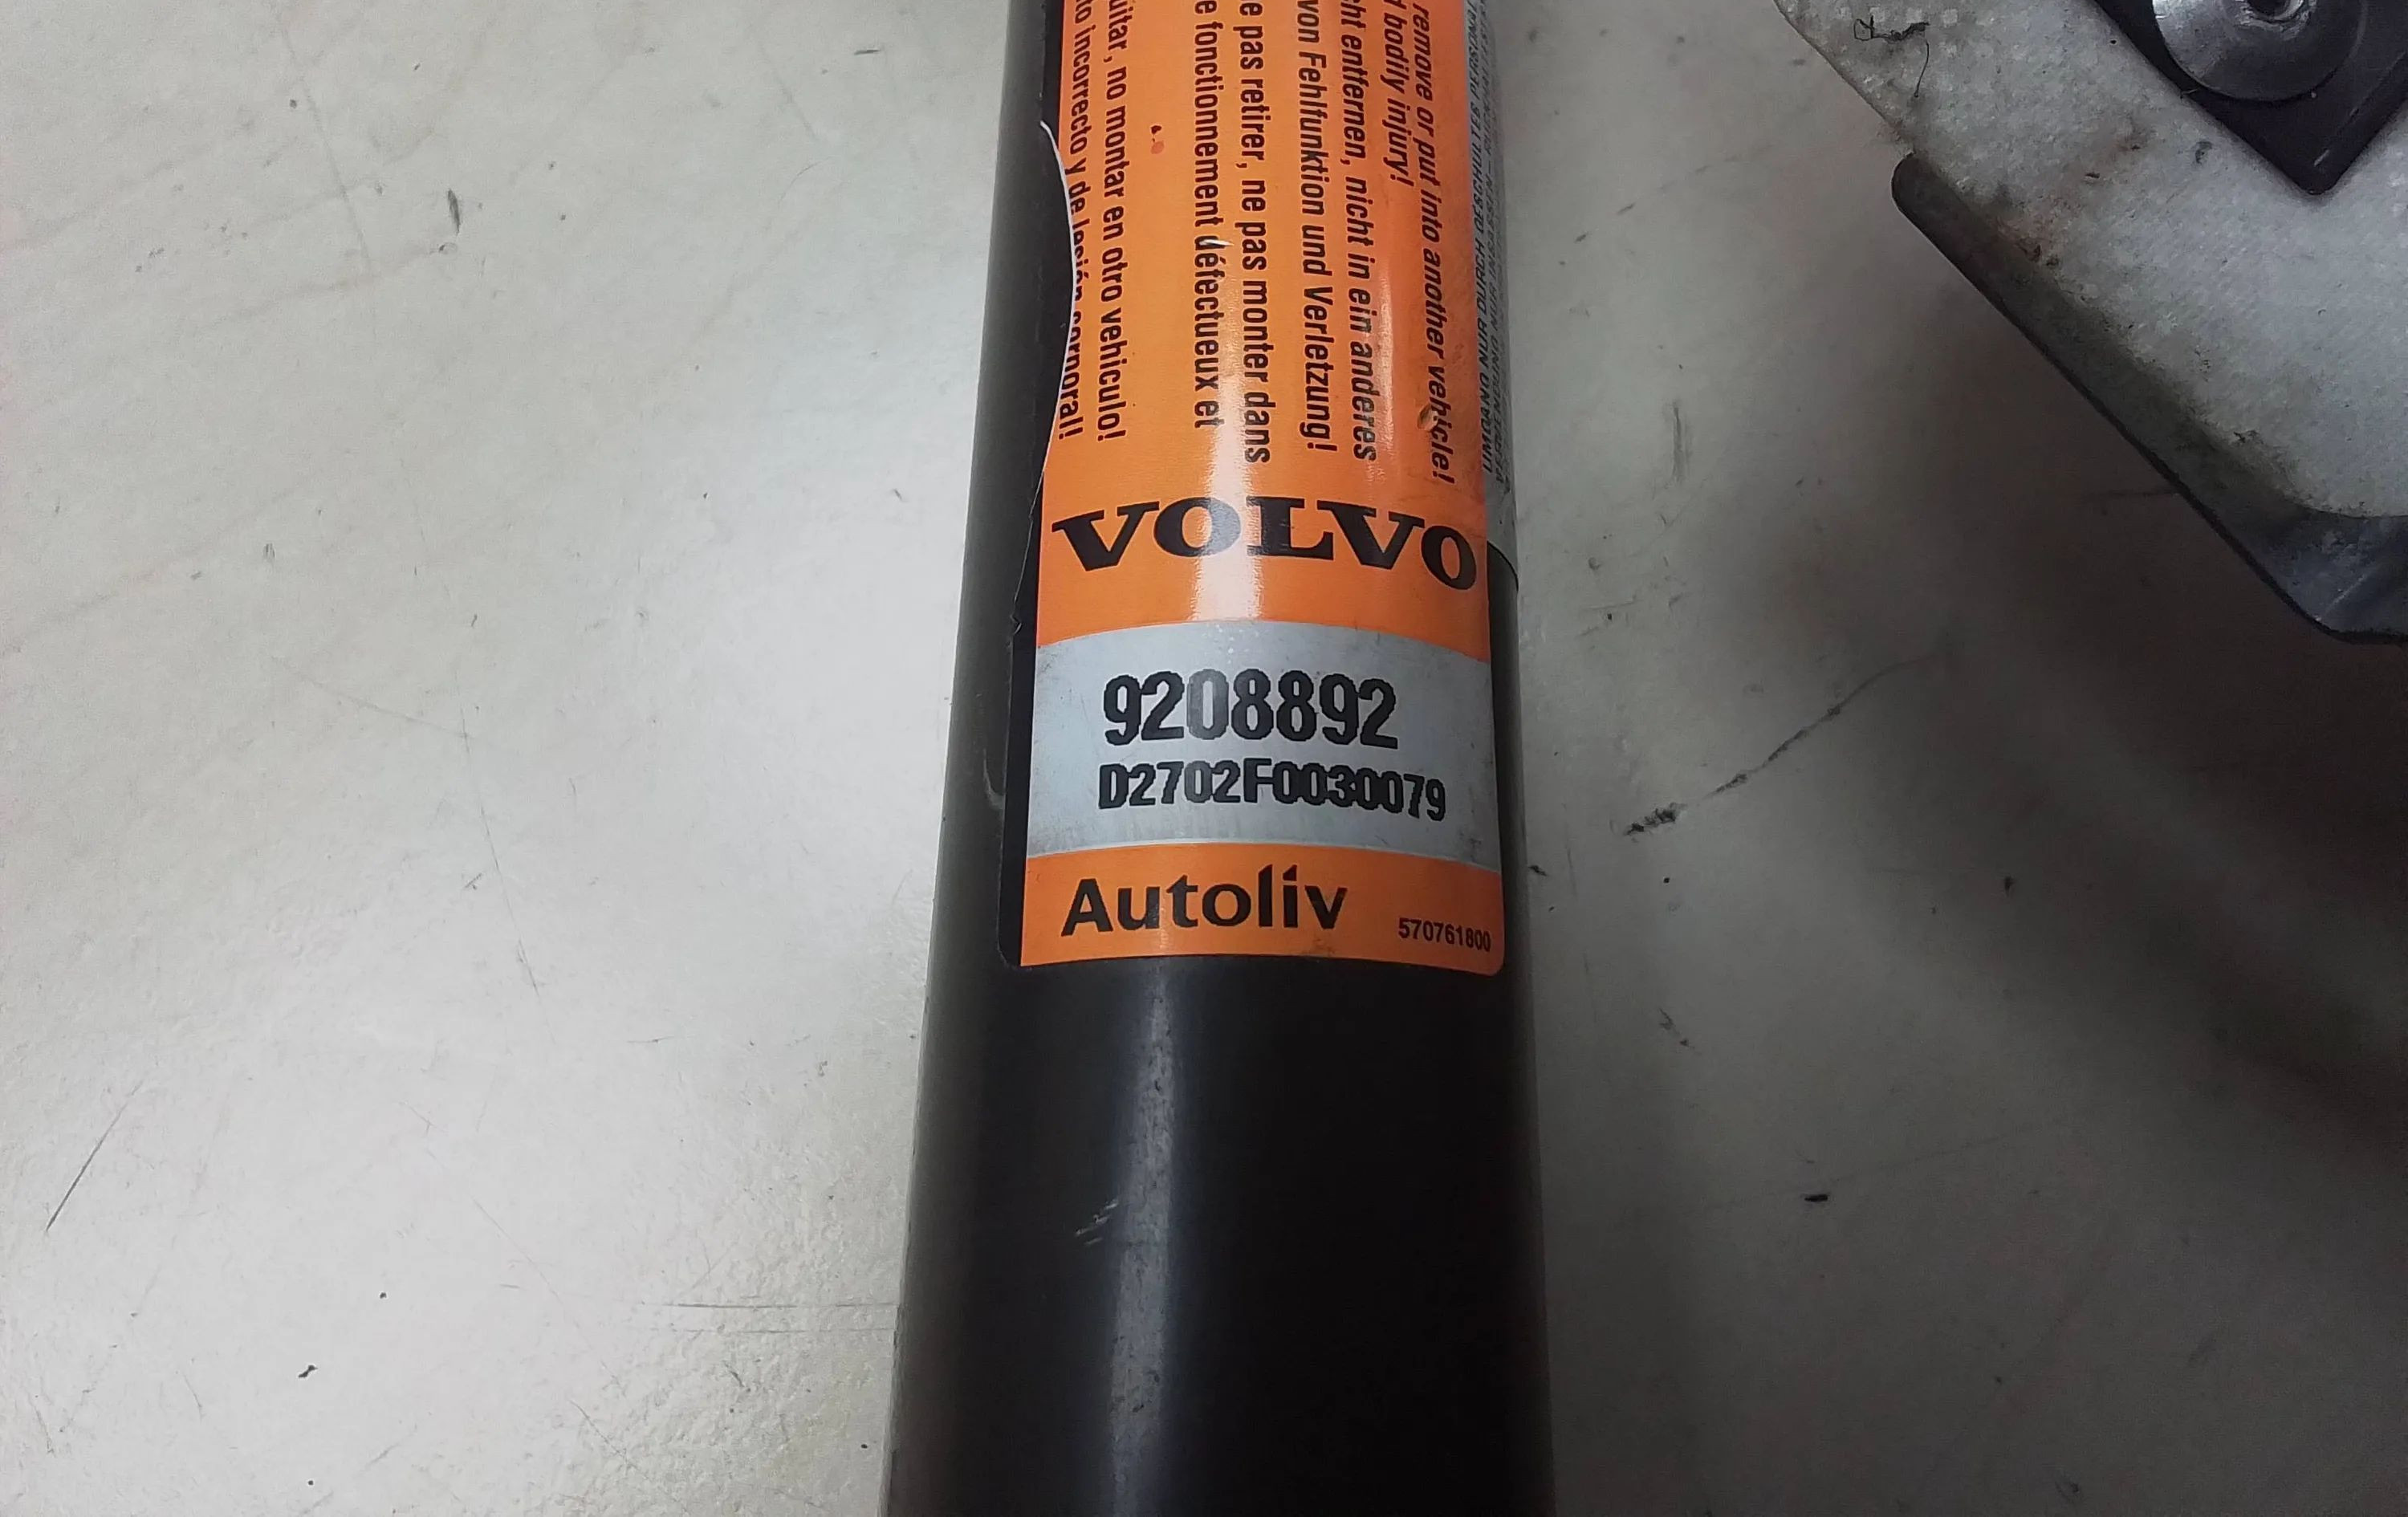 remove or put into another vehicle!
bodily injury!
entfernen, nicht in ein anderes
von Fehlfunktion und Verletzung!
pas retirer, ne pas monter dans
fonctionnement défectueux et
, no montar en otro vehiculo!
incorrecto y de lesión corporal!
VOLVO
9208892
D2702F0030079
Autoliv
570761800